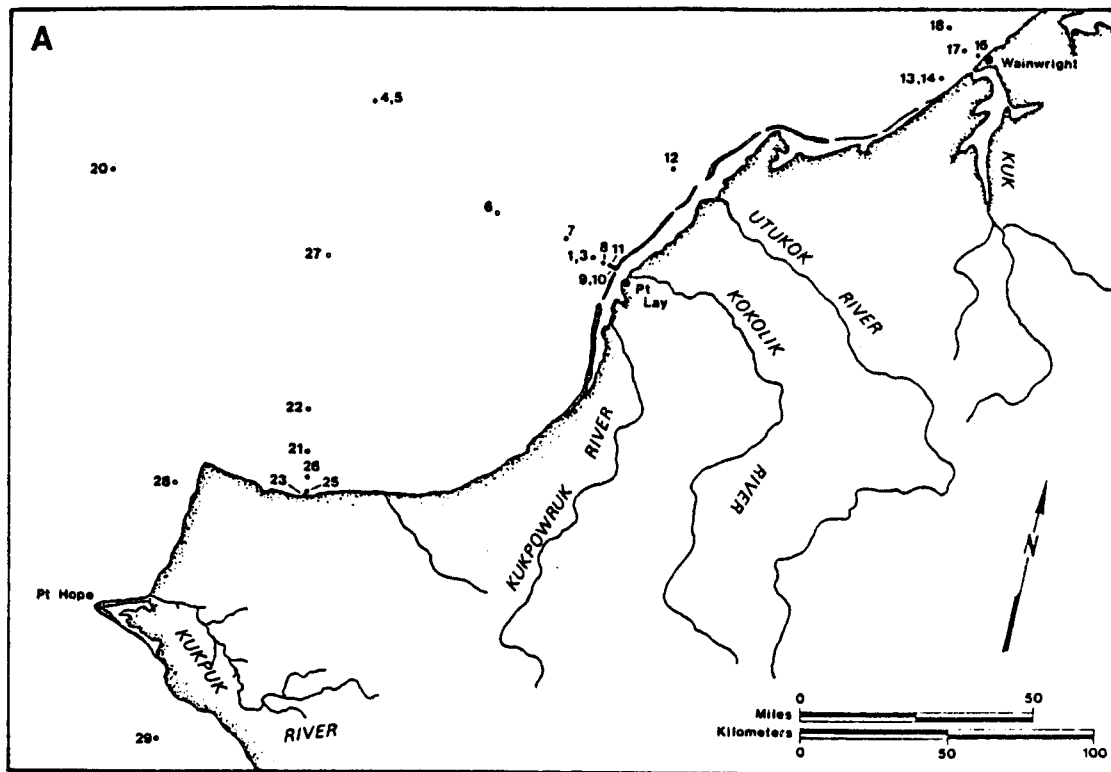 A
18
17
16
Wainwright
4,5
13,14
20
12
KUK
6
7
8
11
27
1,3
9,10
Pt
Lay
UTUKOK
RIVER
KOKOLIK
RIVER
22
21
26
23
25
28
RIVER
KUKPOWRUK
N
Pt Hope
KUKPUK
RIVER
29
0 50
Miles
Kilometers
0 50 100